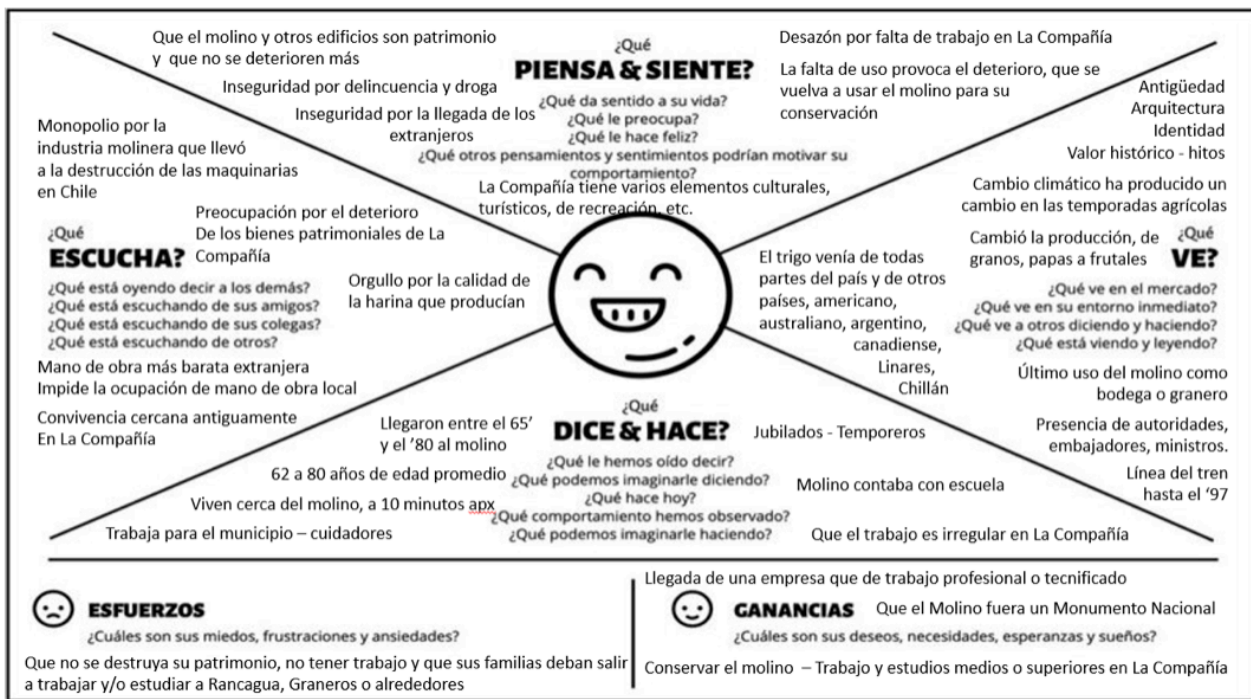 Que el molino y otros edificios son patrimonio
y que no se deterioren más
Inseguridad por delincuencia y droga
Inseguridad por la llegada de los
extranjeros
¿Qué
PIENSA & SIENTE?
¿Qué da sentido a su vida?
¿Qué le preocupa?
¿Qué le hace feliz?
¿Qué otros pensamientos y sentimientos podrían motivar su
comportamiento?
La Compañía tiene varios elementos culturales,
turísticos, de recreación, etc.
Desazón por falta de trabajo en La Compañía
La falta de uso provoca el deterioro, que se
vuelva a usar el molino para su
conservación
Monopolio por la
industria molinera que llevó
a la destrucción de las maquinarias
en Chile
Preocupación por el deterioro
De los bienes patrimoniales de La
Compañía
¿Qué
ESCUCHA?
¿Qué está oyendo decir a los demás?
¿Qué está escuchando de sus amigos?
¿Qué está escuchando de sus colegas?
¿Qué está escuchando de otros?
Orgullo por la calidad de
la harina que producían
Mano de obra más barata extranjera
Impide la ocupación de mano de obra local
Convivencia cercana antiguamente
En La Compañía
Antigüedad
Arquitectura
Identidad
Valor histórico - hitos
Cambio climático ha producido un
cambio en las temporadas agrícolas
Cambió la producción, de
granos, papas a frutales
¿Qué
VE?
¿Qué ve en el mercado?
¿Qué ve en su entorno inmediato?
¿Qué ve a otros diciendo y haciendo?
¿Qué está viendo y leyendo?
El trigo venía de todas
partes del país y de otros
países, americano,
australiano, argentino,
canadiense,
Linares,
Chillán
Último uso del molino como
bodega o granero
Presencia de autoridades,
embajadores, ministros.
Línea del tren
hasta el ‘97
¿Qué
DICE & HACE?
¿Qué le hemos oído decir?
¿Qué podemos imaginarle diciendo?
¿Qué hace hoy?
¿Qué comportamiento hemos observado?
¿Qué podemos imaginarle haciendo?
Llegaron entre el 65’
y el ’80 al molino
62 a 80 años de edad promedio
Viven cerca del molino, a 10 minutos apx
Trabaja para el municipio – cuidadores
Jubilados - Temporeros
Molino contaba con escuela
Que el trabajo es irregular en La Compañía
ESFUERZOS
¿Cuáles son sus miedos, frustraciones y ansiedades?
Que no se destruya su patrimonio, no tener trabajo y que sus familias deban salir
a trabajar y/o estudiar a Rancagua, Graneros o alrededores
Llegada de una empresa que de trabajo profesional o tecnificado
GANANCIAS
Que el Molino fuera un Monumento Nacional
¿Cuáles son sus deseos, necesidades, esperanzas y sueños?
Conservar el molino – Trabajo y estudios medios o superiores en La Compañía